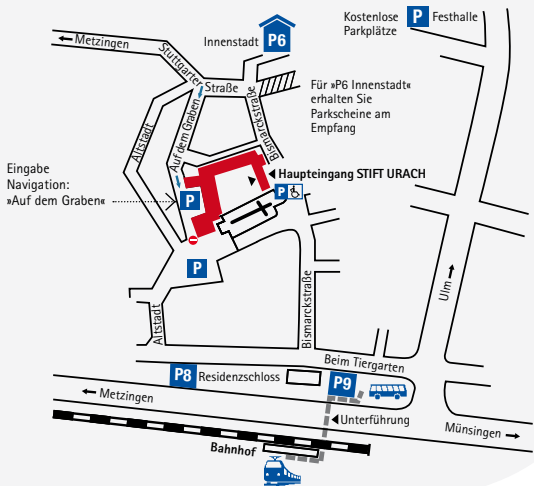 Metzingen
Stuttgarter
Straße
Innenstadt
P6
Kostenlose
Parkplätze
P
Festhalle
Für »P6 Innenstadt«
erhalten Sie
Parkscheine am
Empfang
Altstadt
Auf dem Graben
Bismarckstraße
Eingabe
Navigation:
»Auf dem Graben«
P
Haupteingang STIFT URACH
P
P
Ulm
Altstadt
Bismarckstraße
Beim Tiergarten
P8
Residenzschloss
P9
Metzingen
Unterführung
Münsingen
Bahnhof